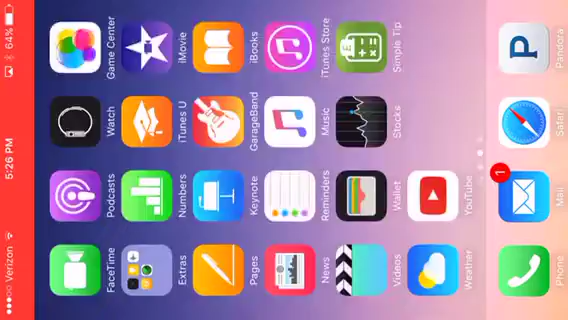 Verizon 5:26 PM 64%
FaceTime Podcasts Watch Game Center
Extras Numbers iTunes U iMovie
Pages Keynote GarageBand iBooks
News Reminders Music iTunes Store
Videos Wallet Stocks Simple Tip
Weather YouTube
1
Phone Mail Safari Pandora